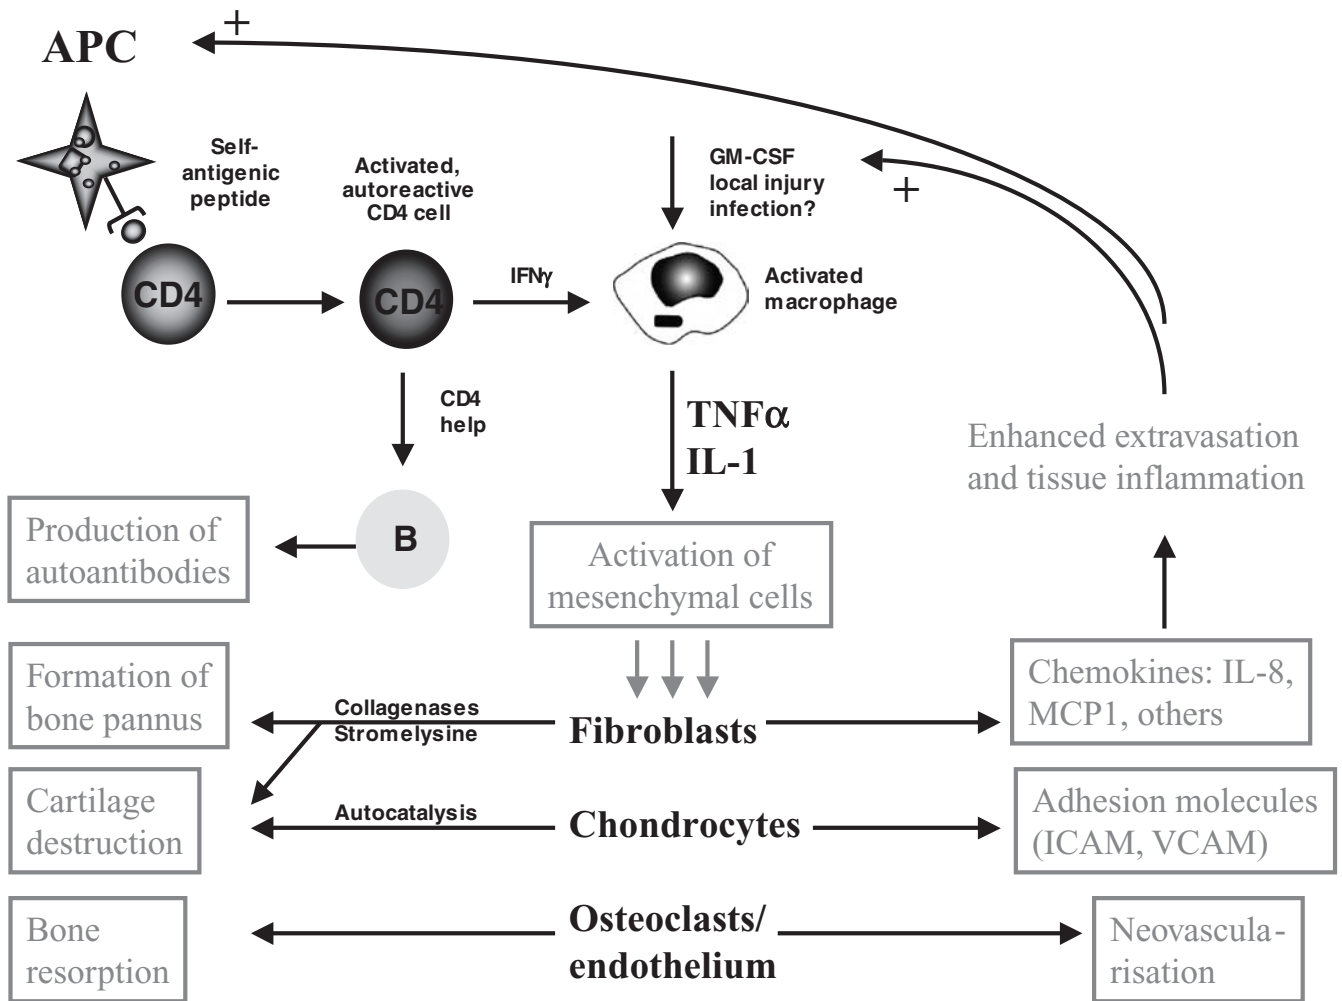 +
APC
Self-
antigenic
peptide
Activated,
autoreactive
CD4 cell
GM-CSF
local injury
infection?
+
CD4
CD4
IFNγ
Activated
macrophage
CD4
help
TNFα
IL-1
Enhanced extravasation
and tissue inflammation
Production of
autoantibodies
B
Activation of
mesenchymal cells
Formation of
bone pannus
Collagenases
Stromelysine
Fibroblasts
Chemokines: IL-8,
MCP1, others
Cartilage
destruction
Autocatalysis
Chondrocytes
Adhesion molecules
(ICAM, VCAM)
Bone
resorption
Osteoclasts/
endothelium
Neovascula-
risation